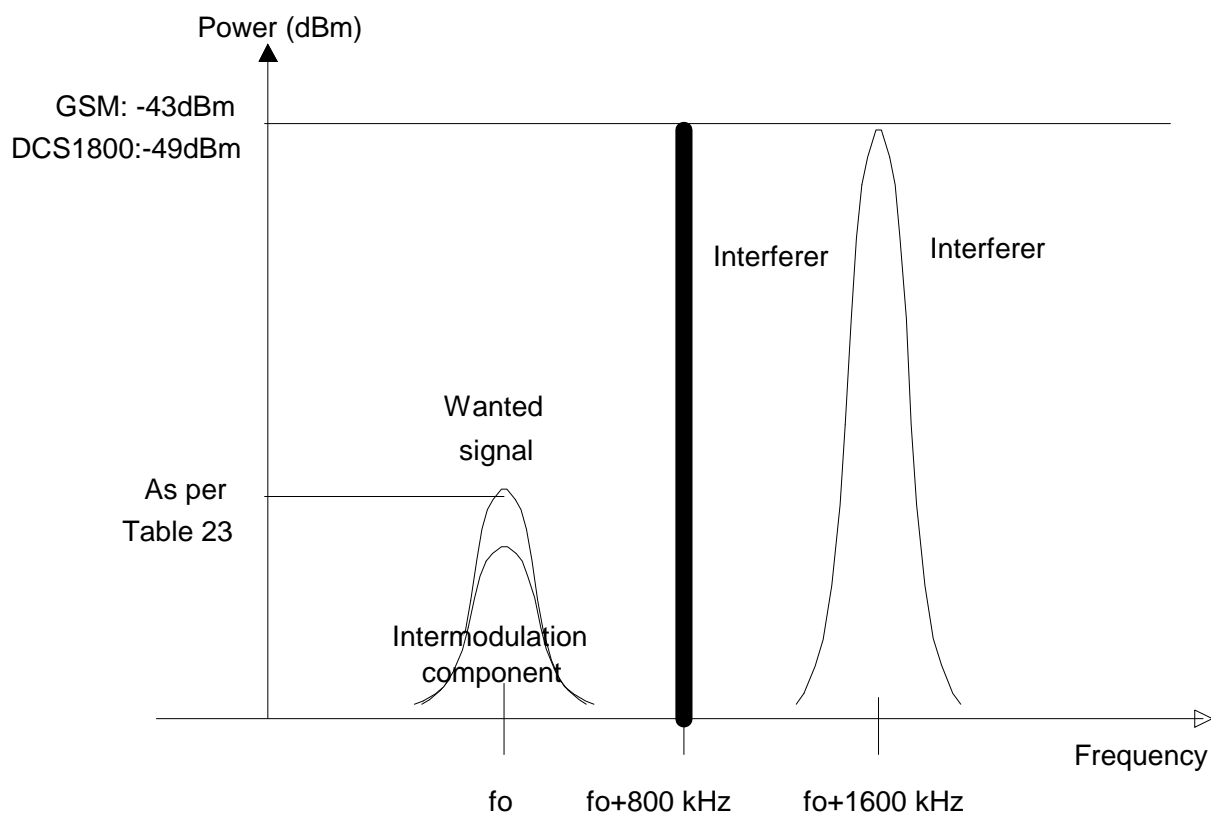 Power (dBm)
GSM: -43dBm
DCS1800:-49dBm
Interferer
Interferer
Wanted
signal
As per
Table 23
Intermodulation
component
Frequency
fo
fo+800 kHz
fo+1600 kHz